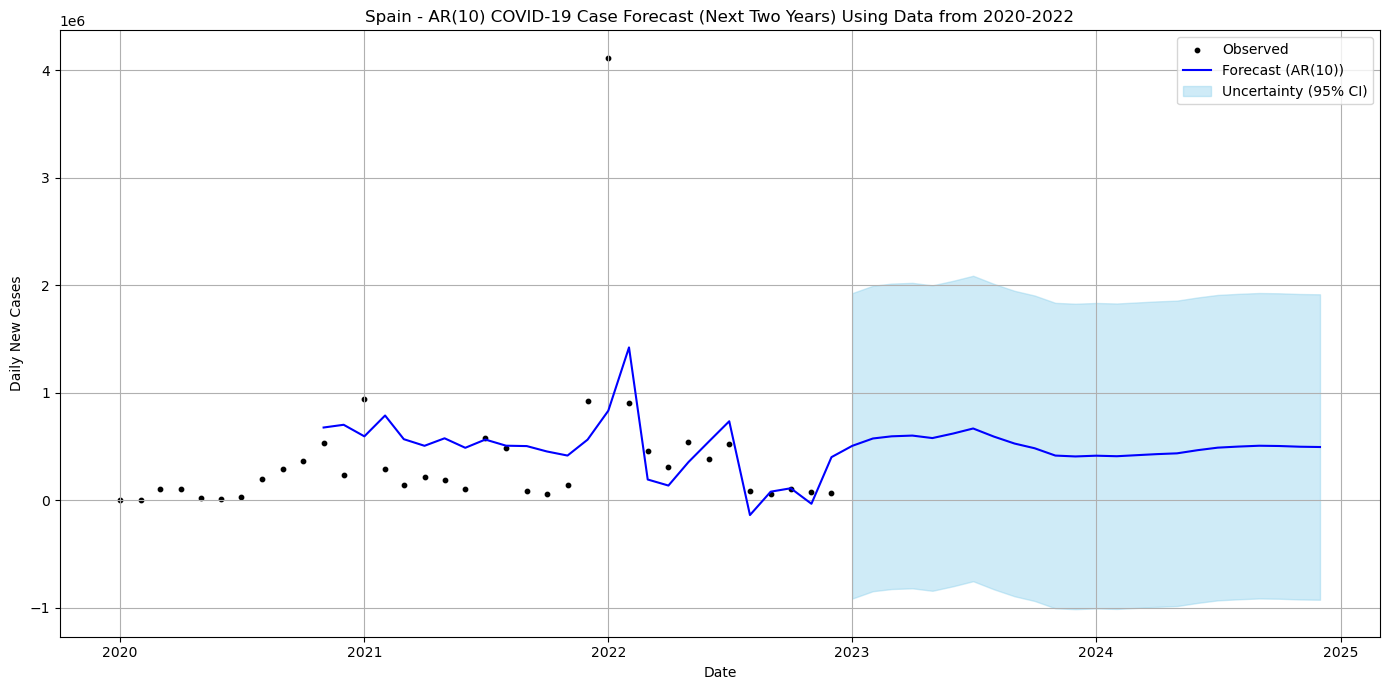 Spain - AR(10) COVID-19 Case Forecast (Next Two Years) Using Data from 2020-2022
1e6
Observed
Forecast (AR(10))
Uncertainty (95% CI)
4
3
2
1
0
−1
Daily New Cases
2020
2021
2022
2023
2024
2025
Date